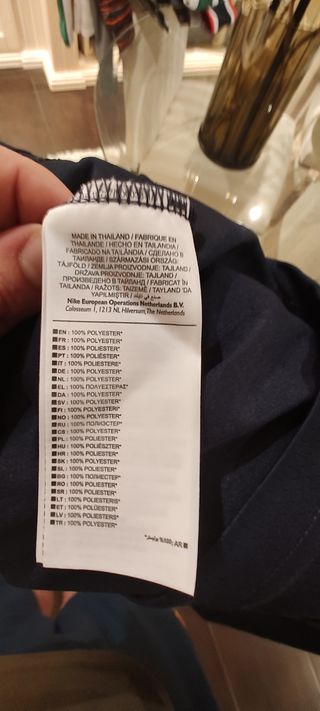 MADE IN THAILAND / FABRIQUE EN
THAILANDE / HECHO EN TAILANDIA /
FABRICADO NA TAILÂNDIA / СДЕЛАНО В
ТАИЛАНДЕ / SZÁRMAZÁSI ORSZÁG:
TÁJFÖLD / ZEMLJA PROIZVODNJE: TAJLAND /
DRŽAVA PROIZVODNJE: TAJLAND /
ПРОИЗВЕДЕНО В ТАЙЛАНД / FABRICAT ÎN
TAILANDA / RAŽOTS: TAIZEMĒ / TAYLAND'DA
YAPILMIŞTIR / صنع في تايلاند
Nike European Operations Netherlands B.V.
Colosseum 1, 1213 NL Hilversum, The Netherlands
EN : 100% POLYESTER*
FR : 100% POLYESTER*
ES : 100% POLIÉSTER*
PT : 100% POLIÉSTER*
IT : 100% POLIESTERE*
DE : 100% POLYESTER*
NL : 100% POLYESTER*
EL : 100% ΠΟΛΥΕΣΤΕΡΑΣ*
DA : 100% POLYESTER*
SV : 100% POLYESTER*
FI : 100% POLYESTERI*
NO : 100% POLYESTER*
RU : 100% ПОЛИЭСТЕР*
CS : 100% POLYESTER*
PL : 100% POLIESTER*
HU : 100% POLIÉSZTER*
HR : 100% POLIESTER*
SK : 100% POLYESTER*
SL : 100% POLIESTER*
BG : 100% ПОЛИЕСТЕР*
RO : 100% POLIESTER*
SR : 100% POLIESTER*
LT : 100% POLIESTERIS*
ET : 100% POLÜESTER*
LV : 100% POLIESTERS*
TR : 100% POLYESTER*
AR : 100% بوليستر*